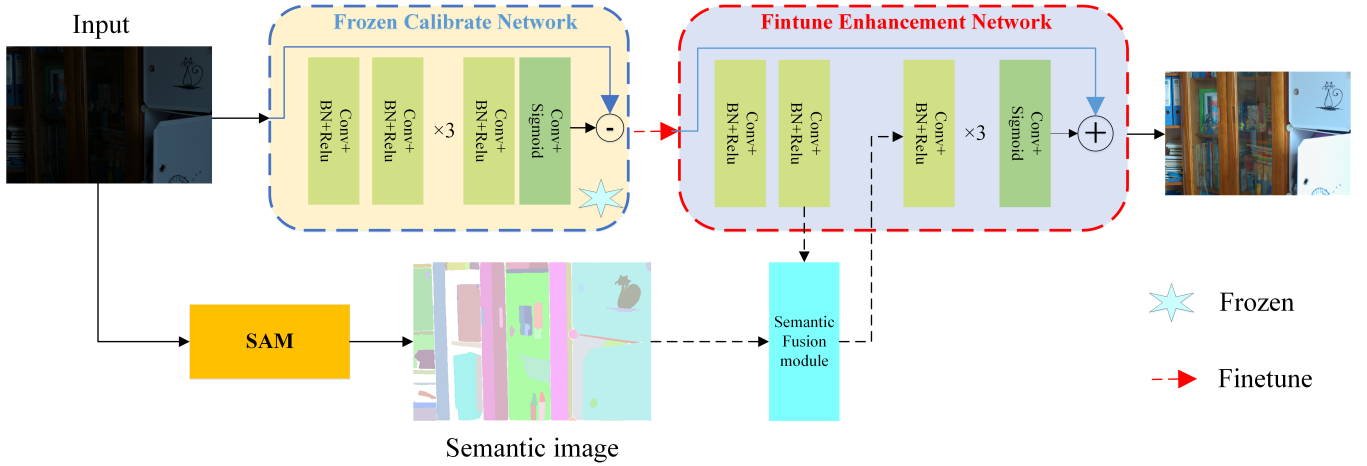 Input
Frozen Calibrate Network
Conv+
BN+Relu
Conv+
BN+Relu
×3
Conv+
BN+Relu
Conv+
Sigmoid
-
Fintune Enhancement Network
Conv+
BN+Relu
Conv+
BN+Relu
Conv+
BN+Relu
×3
Conv+
Sigmoid
+
SAM
Semantic image
Semantic
Fusion
module
Frozen
Finetune